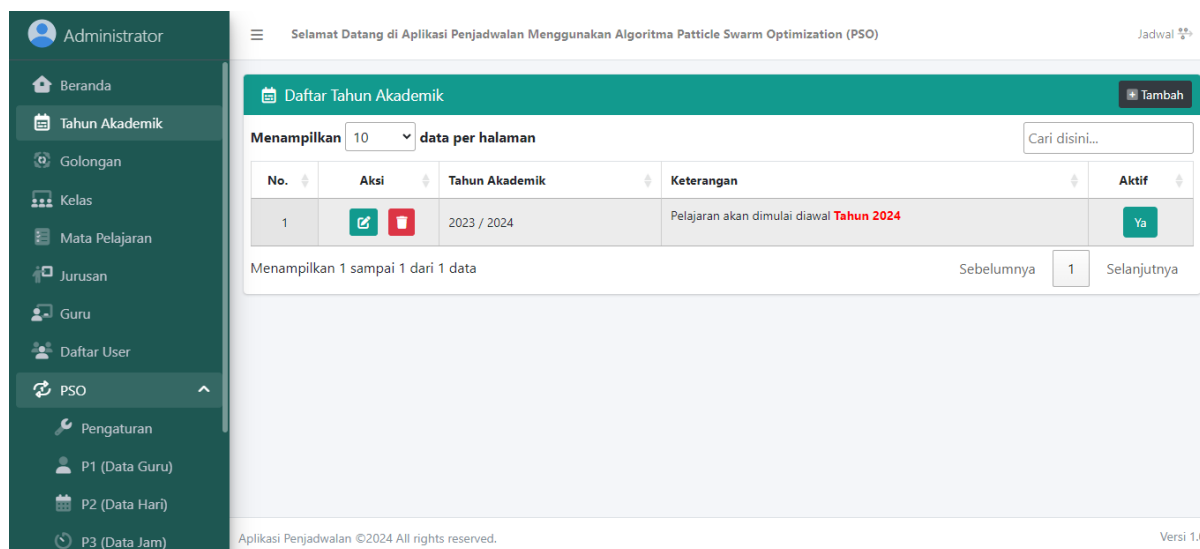 Administrator
Selamat Datang di Aplikasi Penjadwalan Menggunakan Algoritma Patticle Swarm Optimization (PSO)
Jadwal
Beranda
Tahun Akademik
Golongan
Kelas
Mata Pelajaran
Jurusan
Guru
Daftar User
PSO
Pengaturan
P1 (Data Guru)
P2 (Data Hari)
P3 (Data Jam)
Daftar Tahun Akademik
Tambah
Menampilkan 10 data per halaman
Cari disini...
No. Aksi Tahun Akademik Keterangan Aktif
1 2023 / 2024 Pelajaran akan dimulai diawal Tahun 2024 Ya
Menampilkan 1 sampai 1 dari 1 data
Sebelumnya 1 Selanjutnya
Aplikasi Penjadwalan ©2024 All rights reserved.
Versi